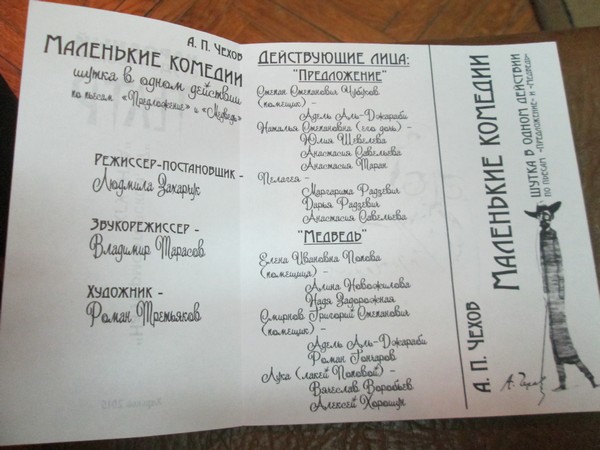 А. П. ЧЕХОВ
МАЛЕНЬКИЕ КОМЕДИИ
шутка в одном действии
по пьесам «Предложение» и «Медведь»
РЕЖИССЕР-ПОСТАНОВЩИК -
Людмила Захарчук
ЗВУКОРЕЖИССЕР -
Владимир Тарасов
ХУДОЖНИК -
Роман Третьяков
ДЕЙСТВУЮЩИЕ ЛИЦА:
"ПРЕДЛОЖЕНИЕ"
Степан Степанович Чубуков
(помещик) -
Адель Аль-Джараби
Наталья Степановна (его дочь) -
Юлия Шевелева
Анастасия Савельева
Анастасия Таран
Пелагея -
Маргарита Радзевич
Дарья Радзевич
Анастасия Савельева
"МЕДВЕДЬ"
Елена Ивановна Попова
(помещица) -
Алина Новожилова
Надя Задорожная
Смирнов Григорий Степанович
(помещик) -
Адель Аль-Джараби
Роман Гончаров
Лука (лакей Поповой) -
Вячеслав Воробьев
Алексей Хорощук
А. П. ЧЕХОВ
МАЛЕНЬКИЕ КОМЕДИИ
ШУТКА В ОДНОМ ДЕЙСТВИИ
ПО ПЬЕСАМ «ПРЕДЛОЖЕНИЕ» И «МЕДВЕДЬ»